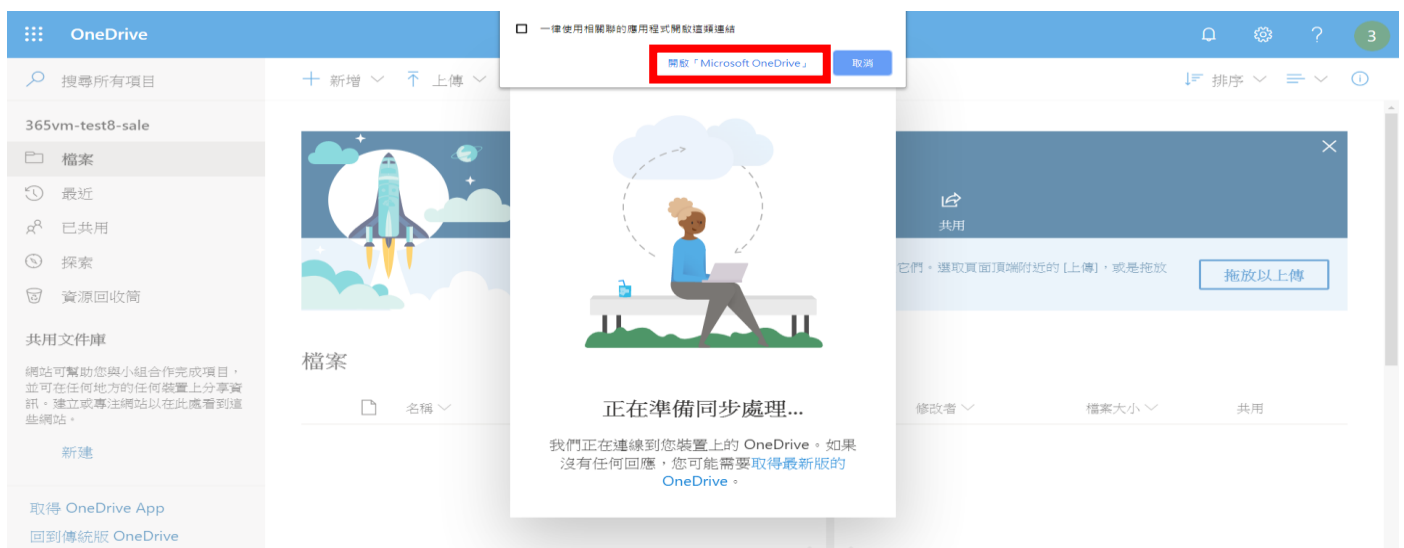 OneDrive
3
一律使用相關聯的應用程式開啟這類連結
開啟「Microsoft OneDrive」
取消
搜尋所有項目
新增
上傳
排序
365vm-test8-sale
檔案
最近
已共用
探索
資源回收筒
共用文件庫
網站可幫助您與小組合作完成項目，
並可在任何地方的任何裝置上分享資
訊。建立或專注網站以在此處看到這
些網站。
新建
取得 OneDrive App
回到傳統版 OneDrive
共用
它們。選取頁面頂端附近的 [上傳]，或是拖放
拖放以上傳
檔案
名稱
修改者
檔案大小
共用
正在準備同步處理...
我們正在連線到您裝置上的 OneDrive。如果
沒有任何回應，您可能需要取得最新版的
OneDrive。